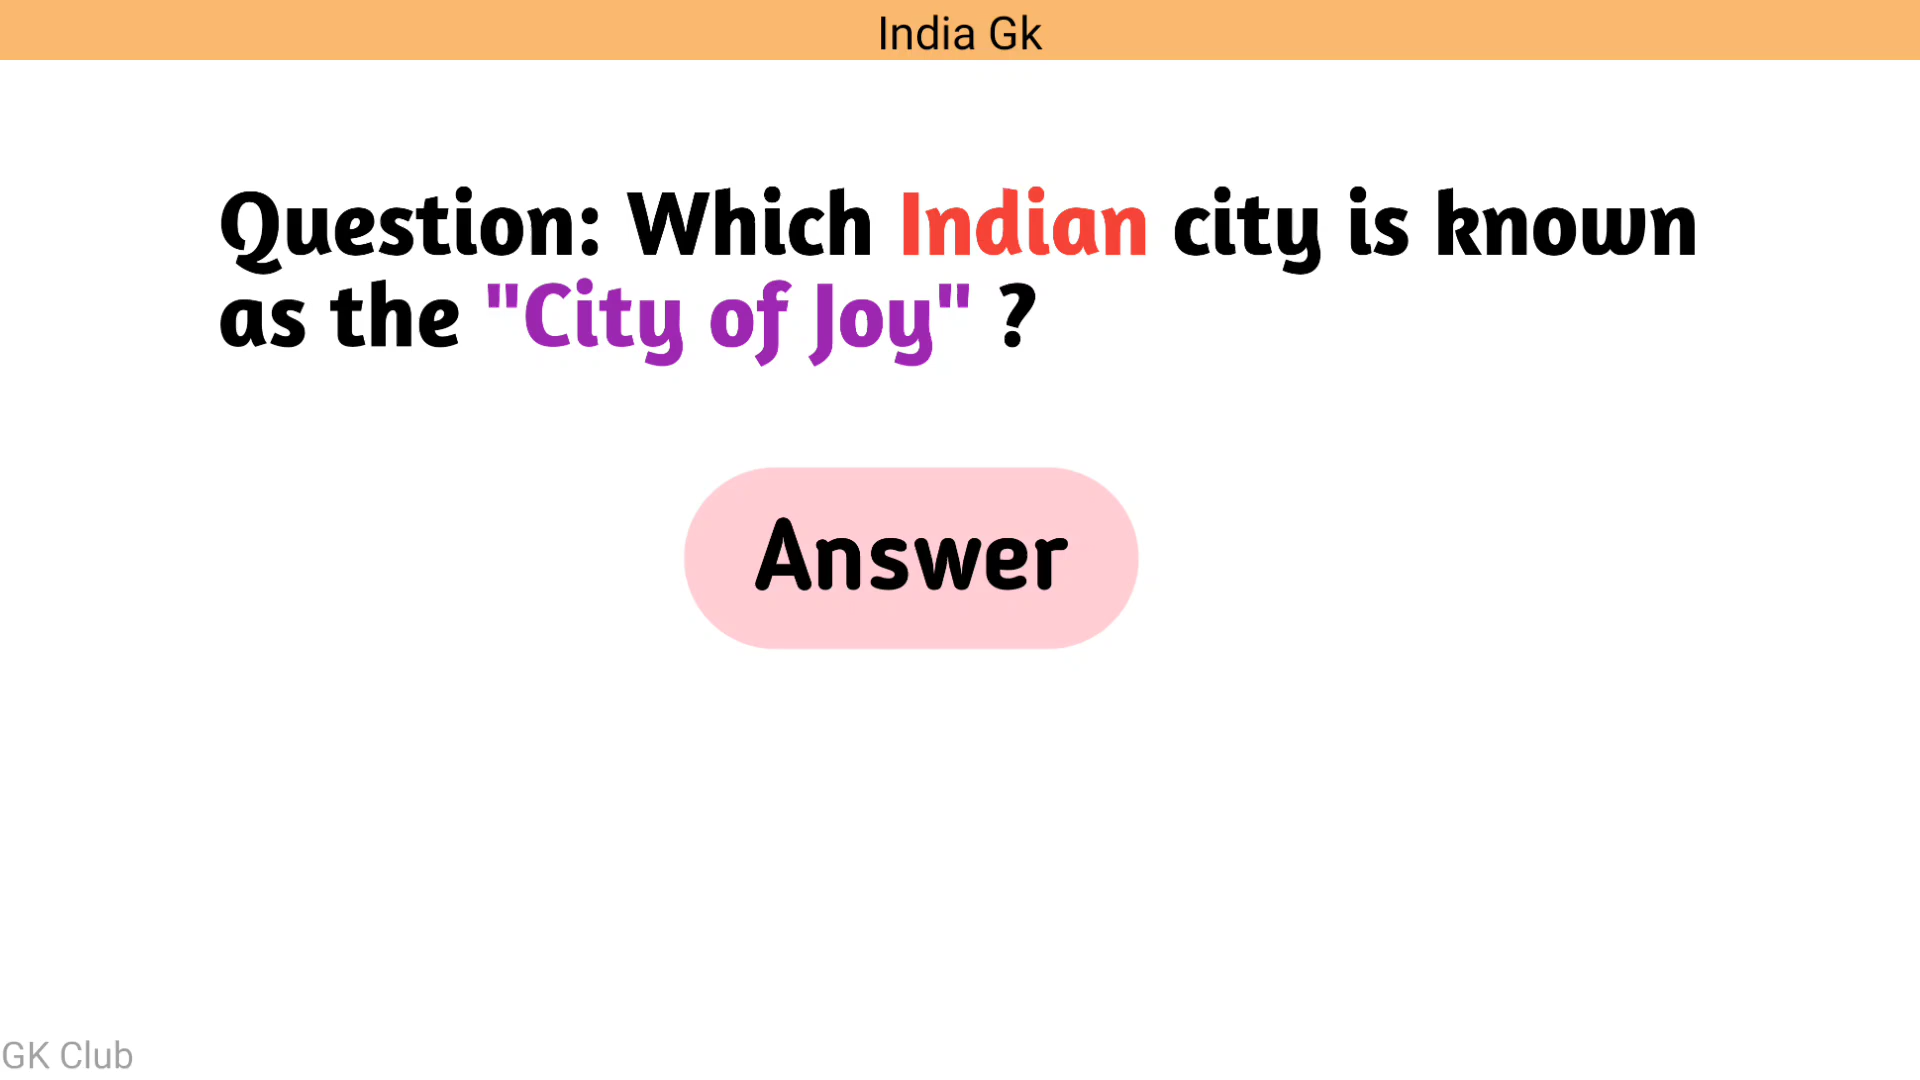 India Gk
Question: Which Indian city is known
as the "City of Joy" ?
Answer
GK Club